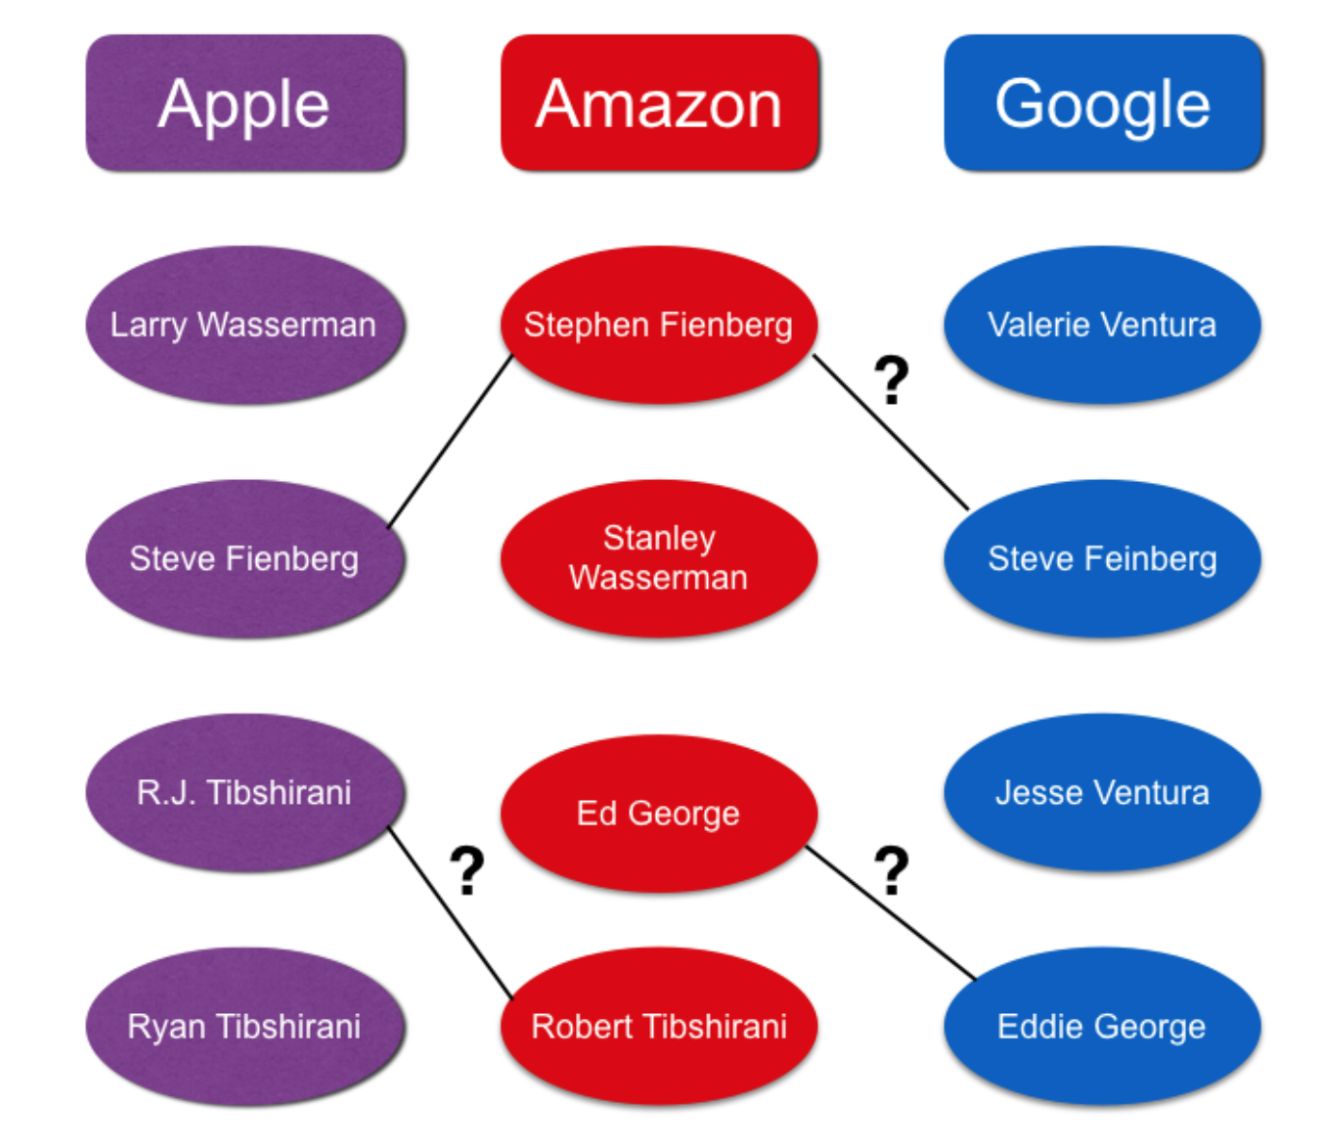 Apple
Amazon
Google
Larry Wasserman
Stephen Fienberg
Valerie Ventura
?
Steve Fienberg
Stanley
Wasserman
Steve Feinberg
R.J. Tibshirani
Ed George
Jesse Ventura
?
?
Ryan Tibshirani
Robert Tibshirani
Eddie George